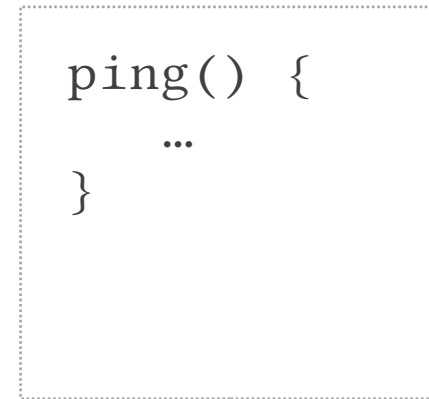 ping() {
…
}